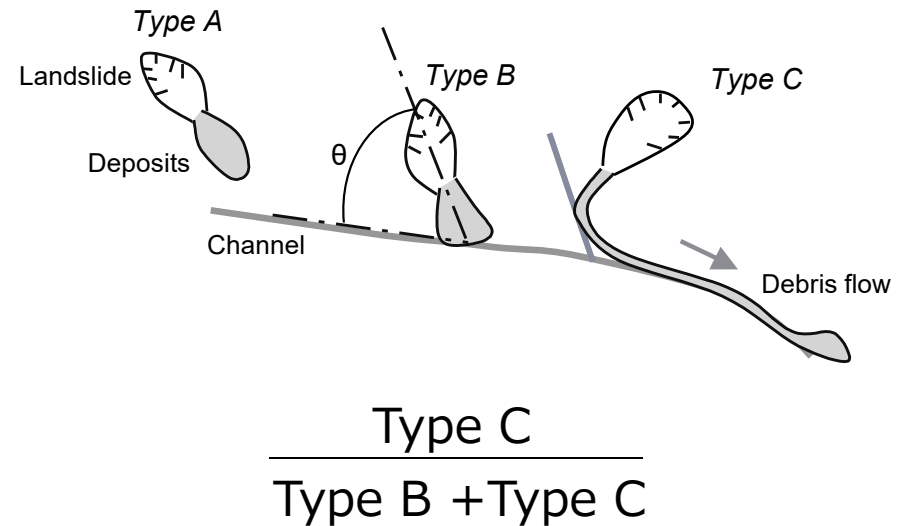 Type A
Landslide
Deposits
Type B
θ
Channel
Type C
Debris flow
Type C
Type B +Type C